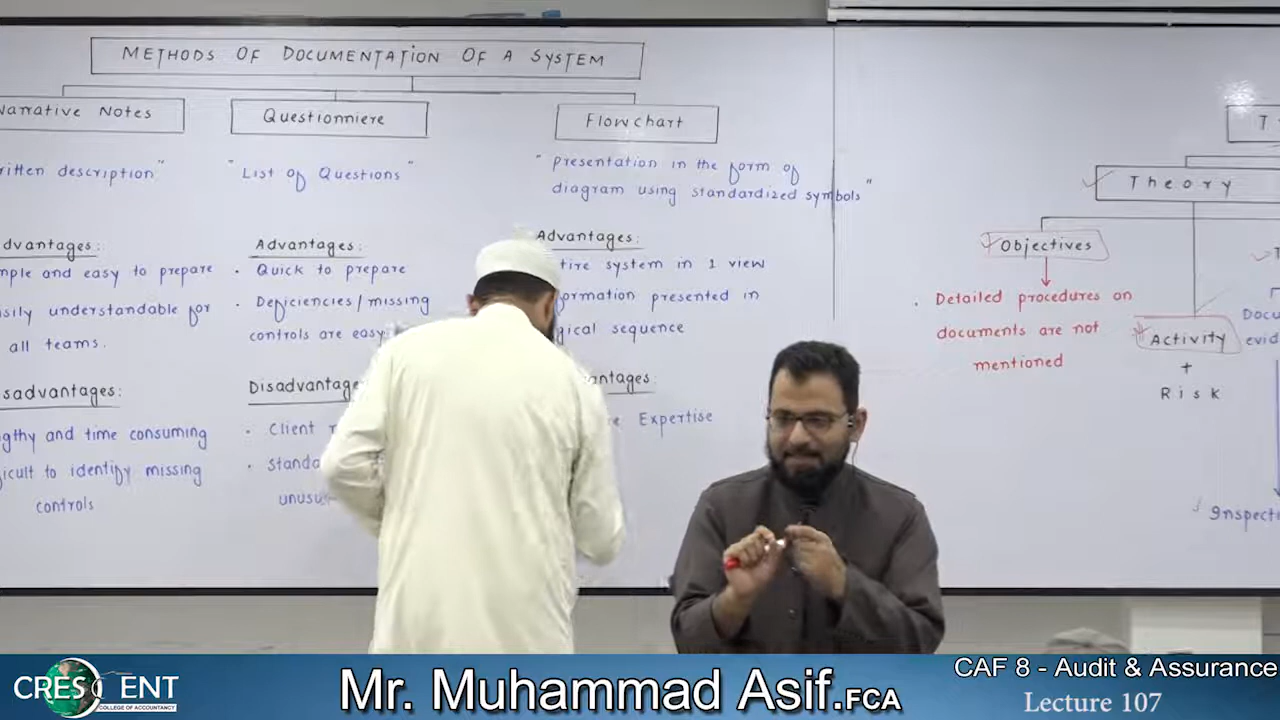 METHODS OF DOCUMENTATION OF A SYSTEM
Narrative Notes
ritten description"
dvantages:
mple and easy to prepare
asily understandable for
all teams.
sadvantages:
gthy and time consuming
icult to identify missing
controls
Questionniere
"List of Questions"
Advantages:
• Quick to prepare
• Deficiencies/missing
controls are easy
Disadvantage
• Client
• Standa
unusu
Flowchart
"presentation in the form of
diagram using standardized symbols"
Advantages:
tire system in 1 view
formation presented in
gical sequence
antages:
Expertise
T
Theory
Objectives
• Detailed procedures on
documents are not
mentioned
Activity
+
Risk
Docu
evid
Inspecti
CRESCENT
COLLEGE OF ACCOUNTANCY
Mr. Muhammad Asif.FCA
CAF 8 - Audit & Assurance
Lecture 107